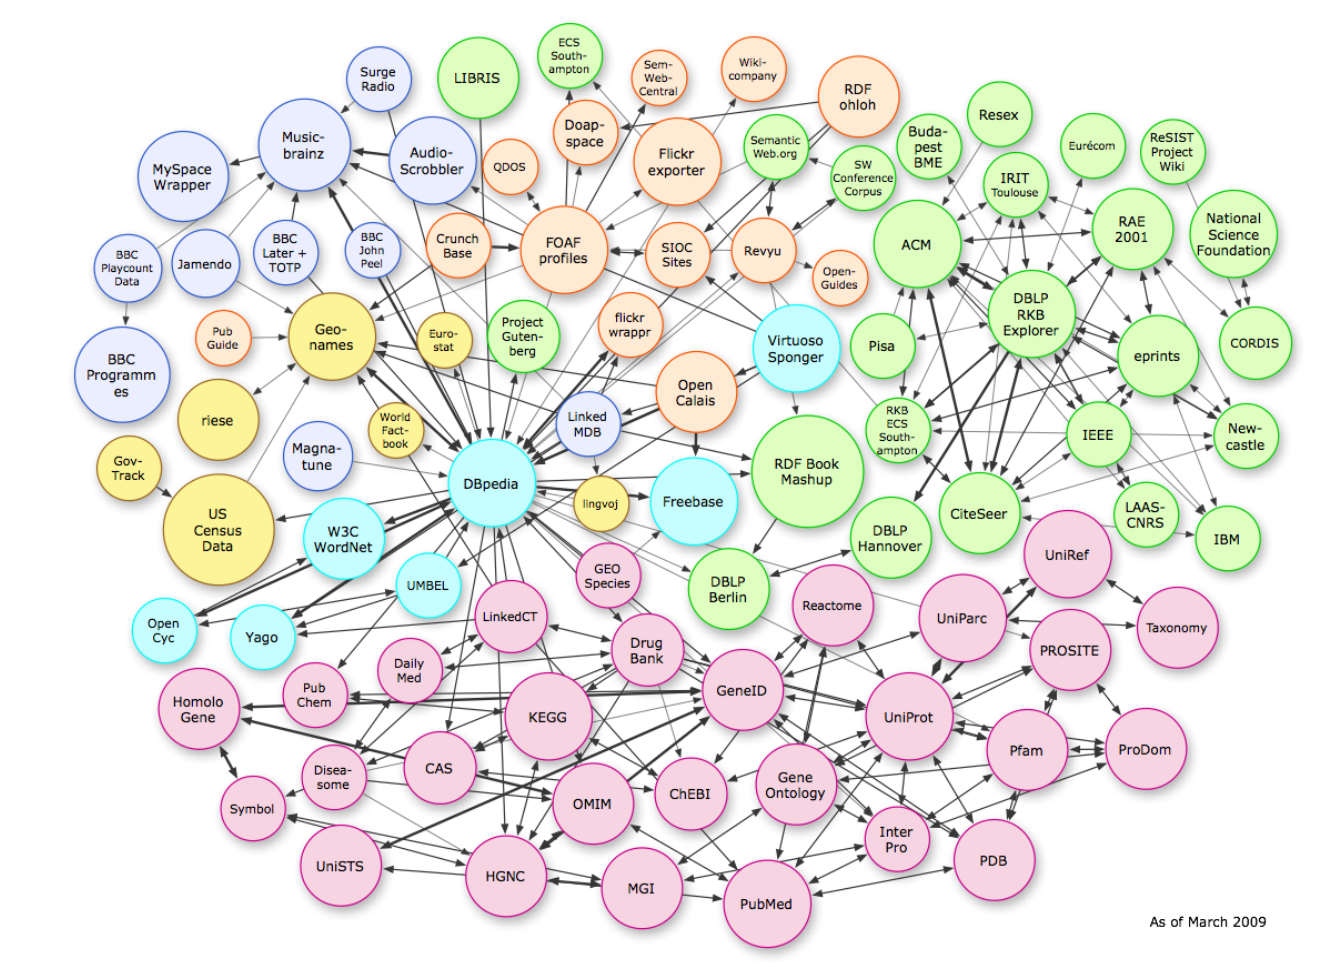 Surge
Radio
LIBRIS
ECS
South-
ampton
Sem-
Web-
Central
Wiki-
company
RDF
ohloh
Music-
brainz
Audio-
Scrobbler
MySpace
Wrapper
QDOS
Doap-
space
Flickr
exporter
Semantic
Web.org
SW
Conference
Corpus
Buda-
pest
BME
Resex
IRIT
Toulouse
Eurécom
ReSIST
Project
Wiki
BBC
Playcount
Data
Jamendo
BBC
Later +
TOTP
BBC
John
Peel
Crunch
Base
FOAF
profiles
SIOC
Sites
Revyu
Open-
Guides
ACM
RAE
2001
National
Science
Foundation
BBC
Programm
es
Pub
Guide
Geo-
names
Euro-
stat
Project
Guten-
berg
flickr
wrappr
Virtuoso
Sponger
Pisa
DBLP
RKB
Explorer
eprints
CORDIS
riese
World
Fact-
book
Linked
MDB
Open
Calais
RKB
ECS
South-
ampton
IEEE
New-
castle
Gov-
Track
Magna-
tune
DBpedia
lingvoj
Freebase
RDF Book
Mashup
CiteSeer
LAAS-
CNRS
IBM
US
Census
Data
W3C
WordNet
UMBEL
GEO
Species
DBLP
Berlin
DBLP
Hannover
UniRef
Open
Cyc
Yago
LinkedCT
Drug
Bank
Reactome
UniParc
Taxonomy
PROSITE
Homolo
Gene
Pub
Chem
Daily
Med
KEGG
GeneID
UniProt
Pfam
ProDom
Symbol
Disea-
some
CAS
OMIM
ChEBI
Gene
Ontology
Inter
Pro
PDB
UniSTS
HGNC
MGI
PubMed
As of March 2009